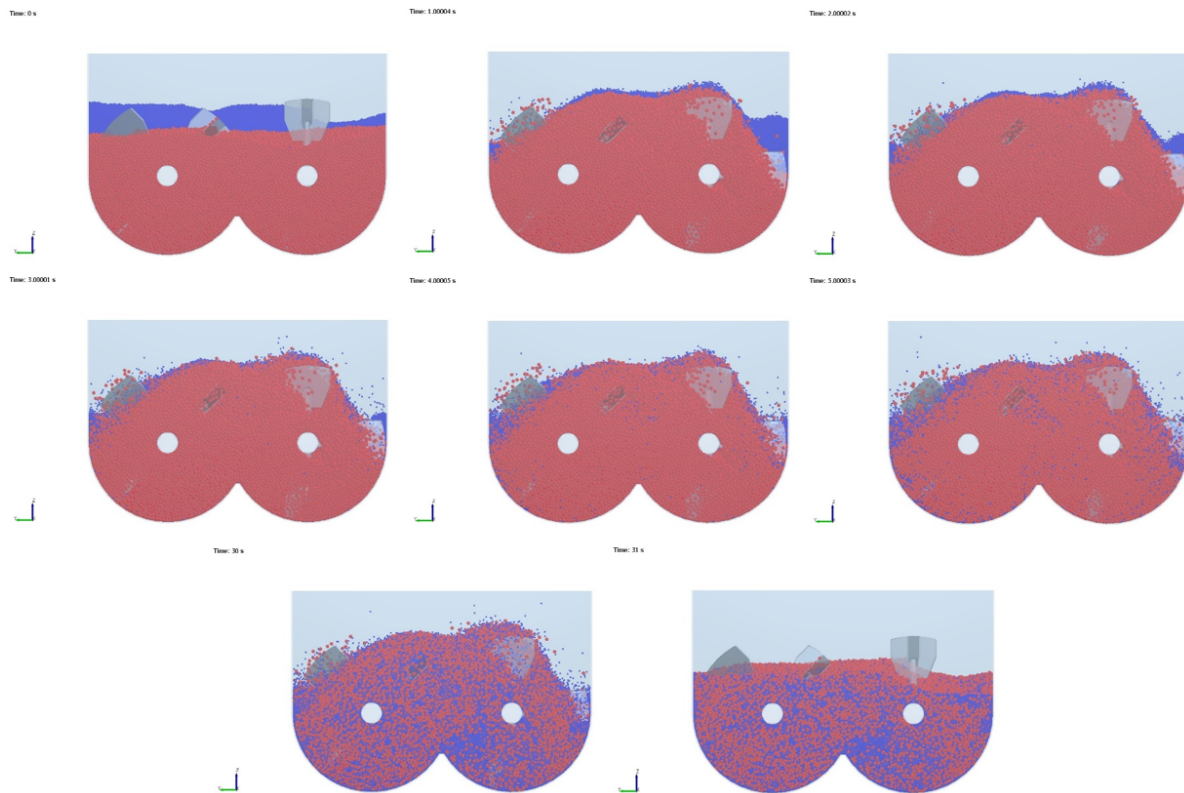 Time: 0 s
Time: 1.00004 s
Time: 2.00002 s
Time: 3.00001 s
Time: 4.00005 s
Time: 5.00003 s
Time: 30 s
Time: 31 s